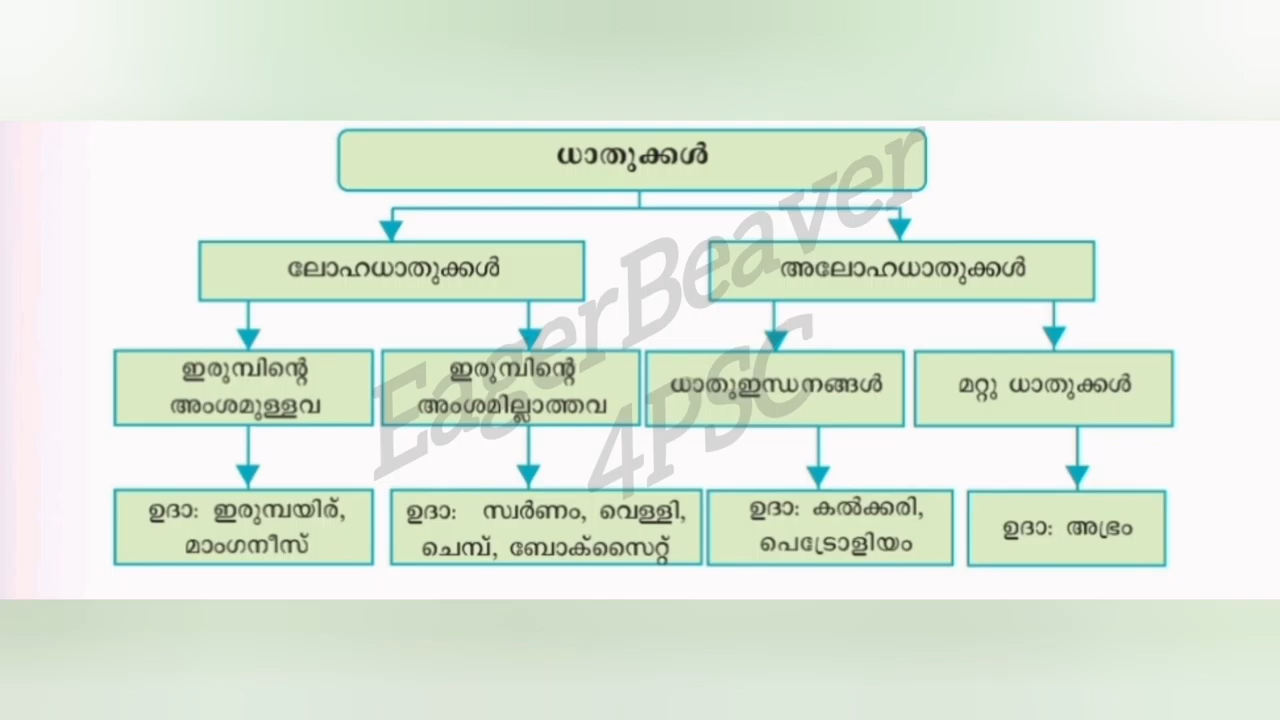 ധാതുക്കൾ
ലോഹധാതുക്കൾ
അലോഹധാതുക്കൾ
ഇരുമ്പിന്റെ
അംശമുള്ളവ
ഇരുമ്പിന്റെ
അംശമില്ലാത്തവ
ധാതുഇന്ധനങ്ങൾ
മറ്റു ധാതുക്കൾ
ഉദാ: ഇരുമ്പയിര്,
മാംഗനീസ്
ഉദാ: സ്വർണം, വെള്ളി,
ചെമ്പ്, ബോക്സൈറ്റ്
ഉദാ: കൽക്കരി,
പെട്രോളിയം
ഉദാ: അഭ്രം
EagerBeaver
4PSC